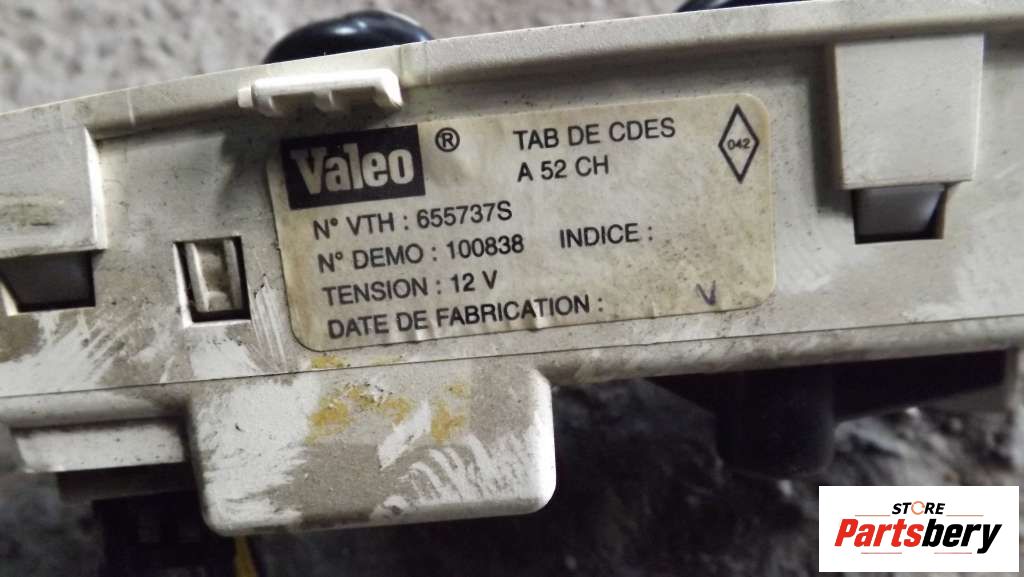 Valeo ® TAB DE CDES
A 52 CH
042
N° VTH : 655737S
N° DEMO : 100838 INDICE :
TENSION : 12 V
DATE DE FABRICATION : V
STORE
Partsbery